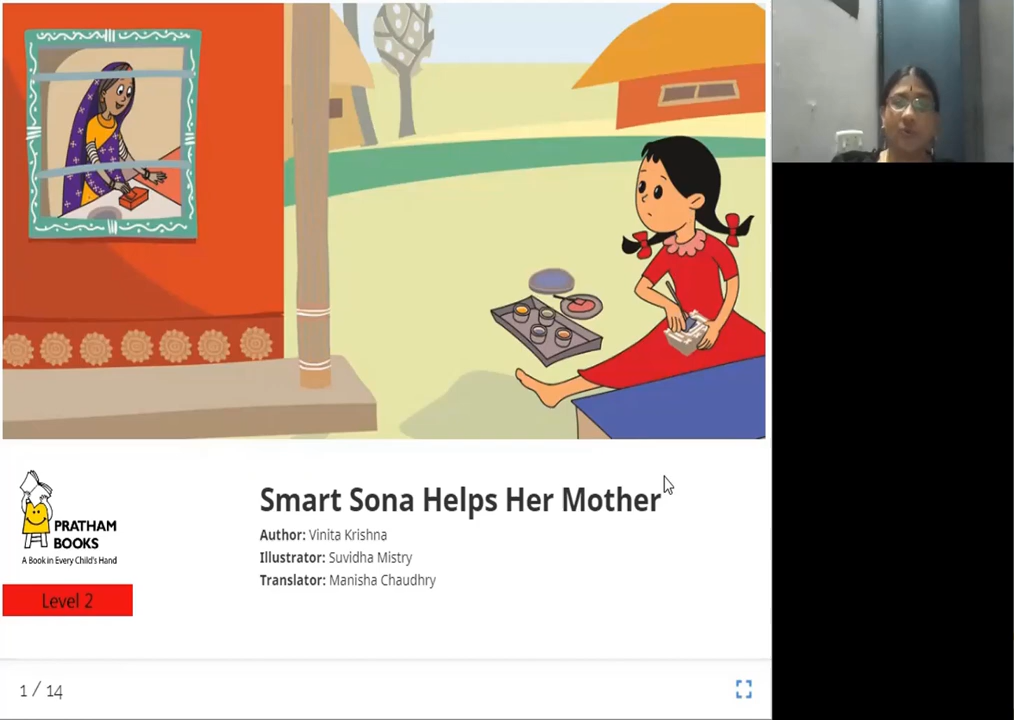 Smart Sona Helps Her Mother
Author: Vinita Krishna
Illustrator: Suvidha Mistry
Translator: Manisha Chaudhry
PRATHAM
BOOKS
A Book in Every Child's Hand
Level 2
1 / 14